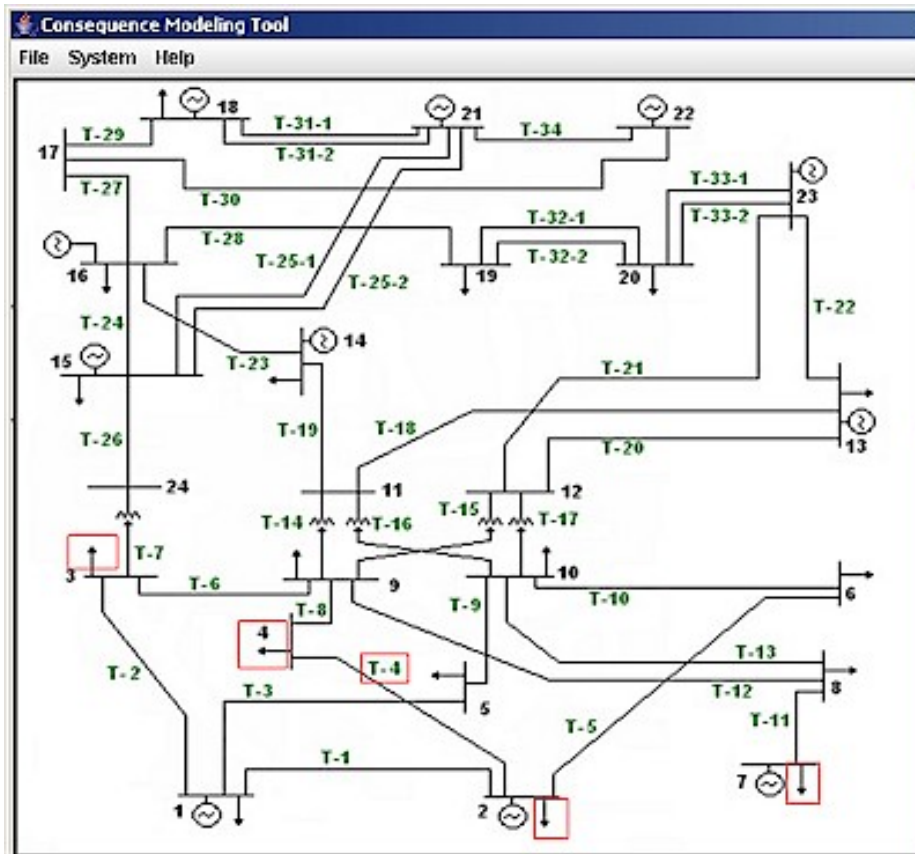 Consequence Modeling Tool
File System Help
18
21
22
T-29
T-31-1
T-34
17
T-31-2
T-27
T-30
T-33-1
23
T-28
T-32-1
T-33-2
16
T-25-1
19
T-32-2
20
T-25-2
T-24
T-22
14
15
T-23
T-21
T-19
T-18
T-26
T-20
13
24
11
12
T-14
T-16
T-15
T-17
T-7
3
T-6
9
10
T-8
T-9
T-10
6
4
T-2
T-4
T-13
T-3
T-12
8
5
T-5
T-11
T-1
7
1
2